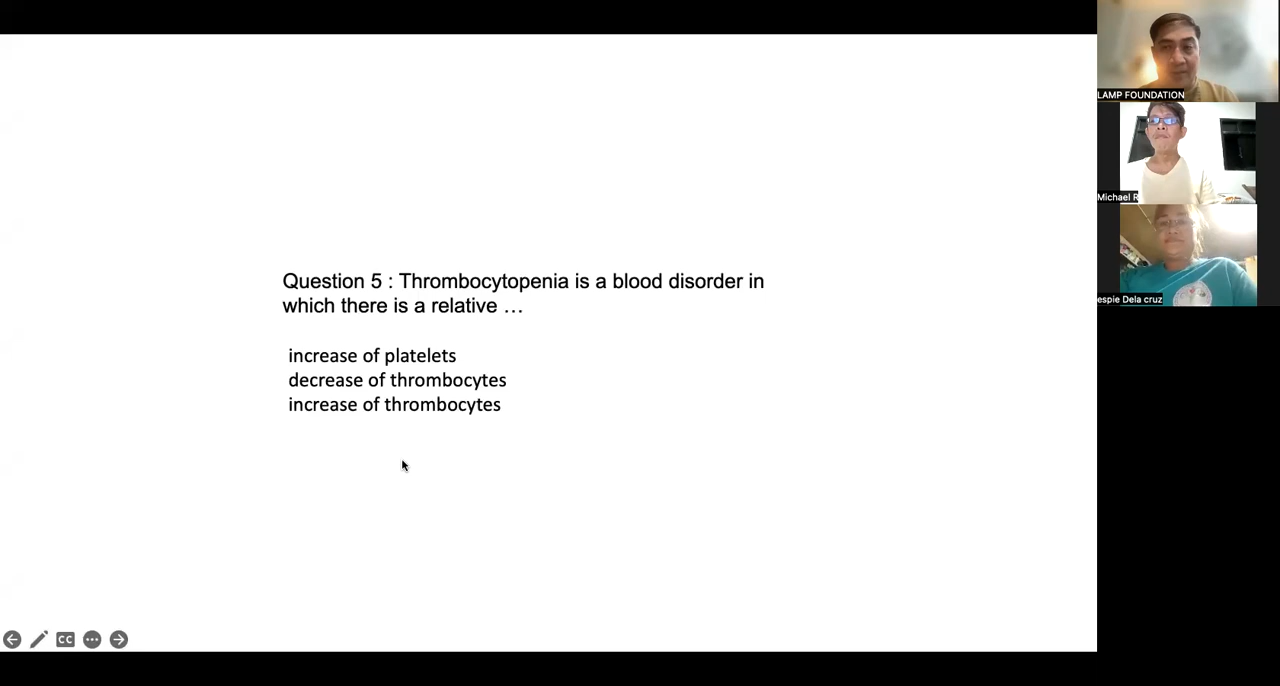 Question 5 : Thrombocytopenia is a blood disorder in
which there is a relative …
increase of platelets
decrease of thrombocytes
increase of thrombocytes
CC
LAMP FOUNDATION
Michael R
espie Dela cruz